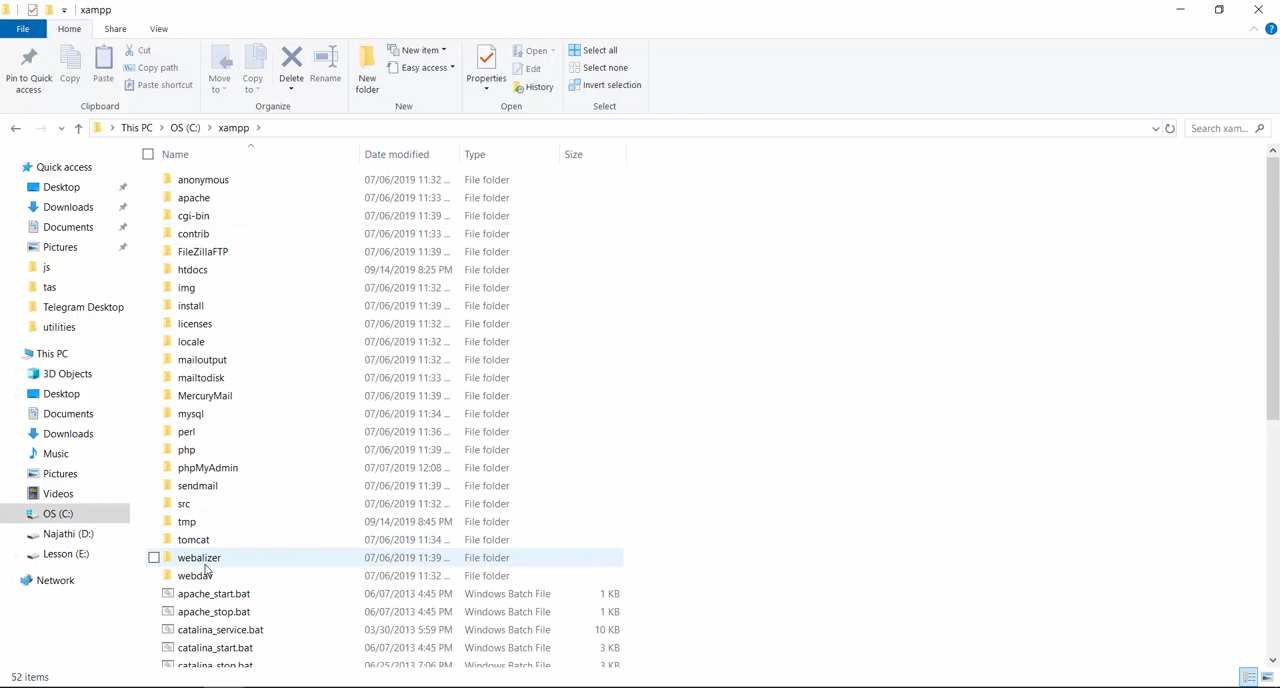 xampp
File Home Share View
Pin to Quick access
Copy
Paste
Cut
Copy path
Paste shortcut
Clipboard
Move to
Copy to
Delete
Rename
Organize
New folder
New item
Easy access
New
Properties
Open
Edit
History
Open
Select all
Select none
Invert selection
Select
This PC > OS (C:) > xampp >
Search xam...
Quick access
Desktop
Downloads
Documents
Pictures
js
tas
Telegram Desktop
utilities
This PC
3D Objects
Desktop
Documents
Downloads
Music
Pictures
Videos
OS (C:)
Najathi (D:)
Lesson (E:)
Network
Name Date modified Type Size
anonymous 07/06/2019 11:32 ... File folder
apache 07/06/2019 11:33 ... File folder
cgi-bin 07/06/2019 11:39 ... File folder
contrib 07/06/2019 11:33 ... File folder
FileZillaFTP 07/06/2019 11:39 ... File folder
htdocs 09/14/2019 8:25 PM File folder
img 07/06/2019 11:32 ... File folder
install 07/06/2019 11:39 ... File folder
licenses 07/06/2019 11:32 ... File folder
locale 07/06/2019 11:32 ... File folder
mailoutput 07/06/2019 11:32 ... File folder
mailtodisk 07/06/2019 11:33 ... File folder
MercuryMail 07/06/2019 11:39 ... File folder
mysql 07/06/2019 11:34 ... File folder
perl 07/06/2019 11:36 ... File folder
php 07/06/2019 11:39 ... File folder
phpMyAdmin 07/07/2019 12:08 ... File folder
sendmail 07/06/2019 11:39 ... File folder
src 07/06/2019 11:32 ... File folder
tmp 09/14/2019 8:45 PM File folder
tomcat 07/06/2019 11:34 ... File folder
webalizer 07/06/2019 11:39 ... File folder
webdav 07/06/2019 11:32 ... File folder
apache_start.bat 06/07/2013 4:45 PM Windows Batch File 1 KB
apache_stop.bat 06/07/2013 4:45 PM Windows Batch File 1 KB
catalina_service.bat 03/30/2013 5:59 PM Windows Batch File 10 KB
catalina_start.bat 06/07/2013 4:45 PM Windows Batch File 3 KB
catalina_stop.bat 06/25/2013 7:06 PM Windows Batch File 3 KB
52 items